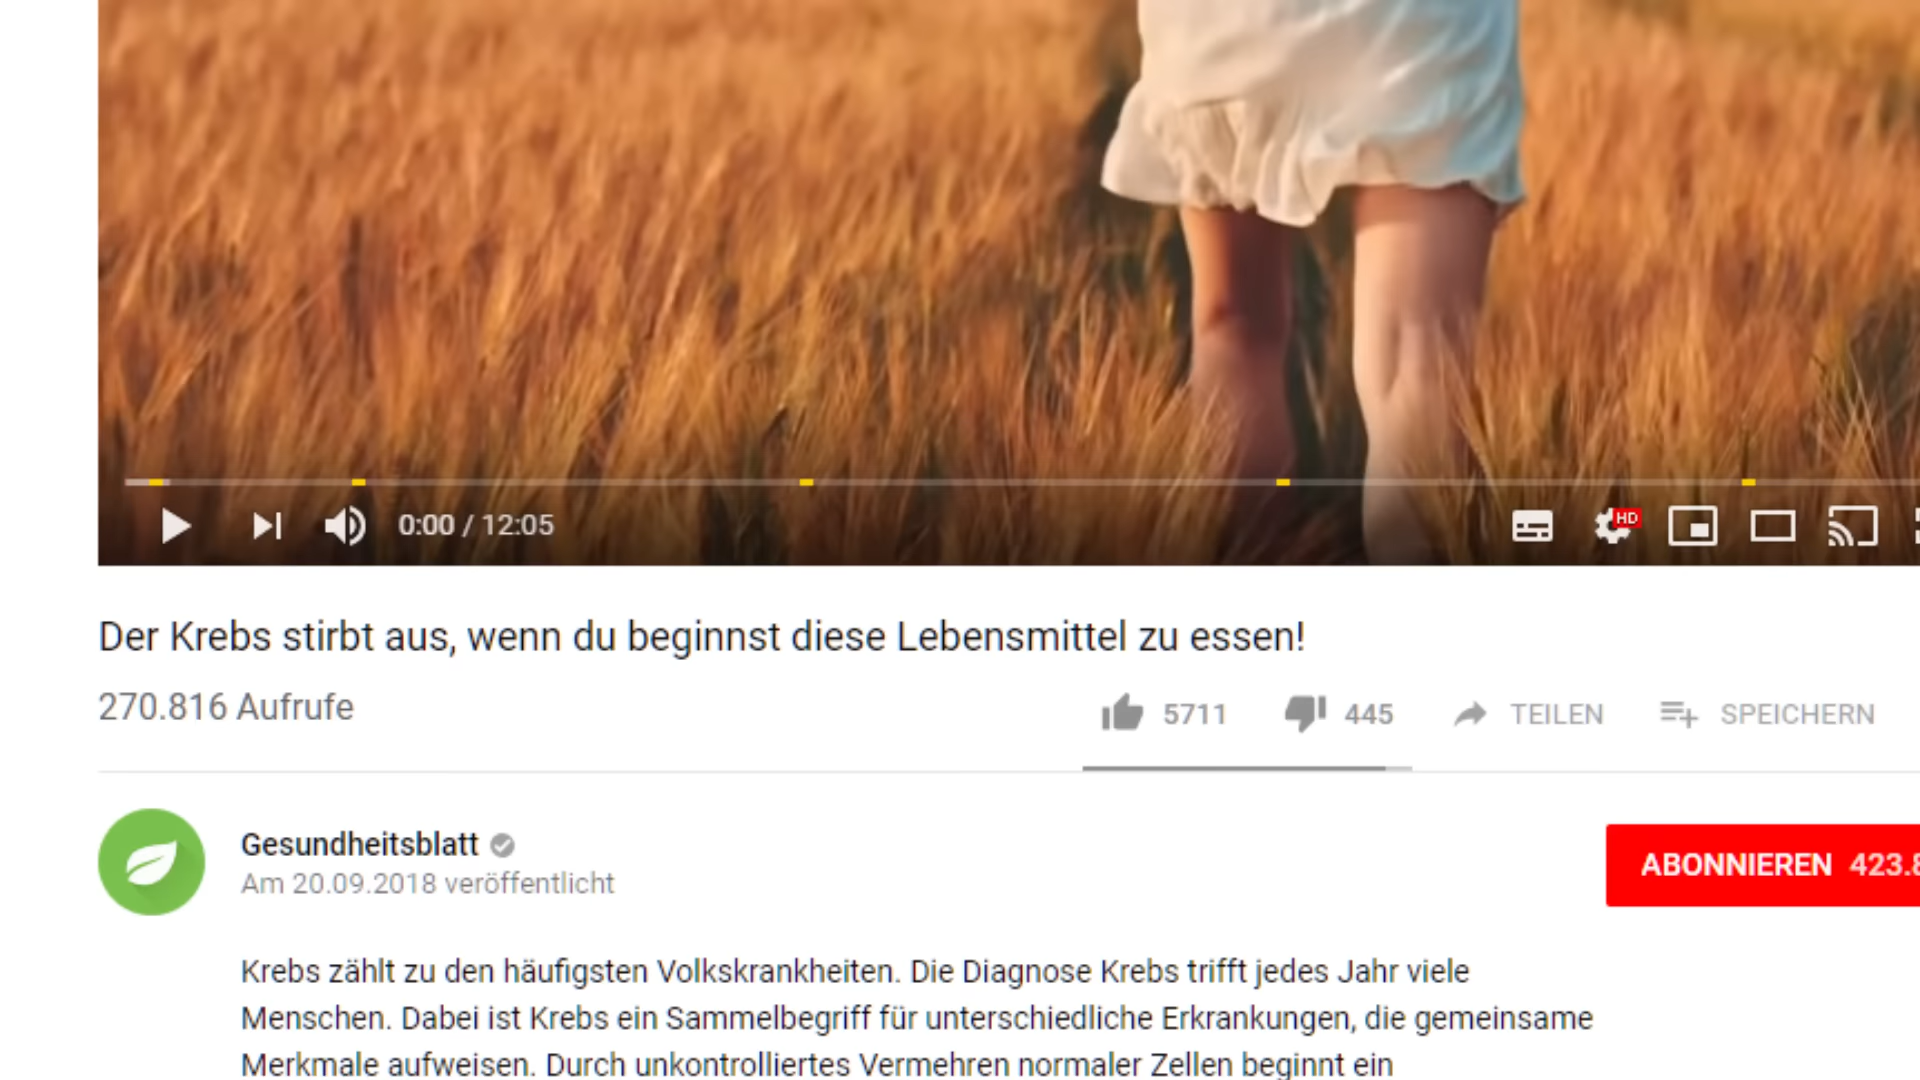 0:00 / 12:05
HD
Der Krebs stirbt aus, wenn du beginnst diese Lebensmittel zu essen!
270.816 Aufrufe
5711 445 TEILEN SPEICHERN
Gesundheitsblatt
Am 20.09.2018 veröffentlicht
ABONNIEREN 423.8
Krebs zählt zu den häufigsten Volkskrankheiten. Die Diagnose Krebs trifft jedes Jahr viele
Menschen. Dabei ist Krebs ein Sammelbegriff für unterschiedliche Erkrankungen, die gemeinsame
Merkmale aufweisen. Durch unkontrolliertes Vermehren normaler Zellen beginnt ein